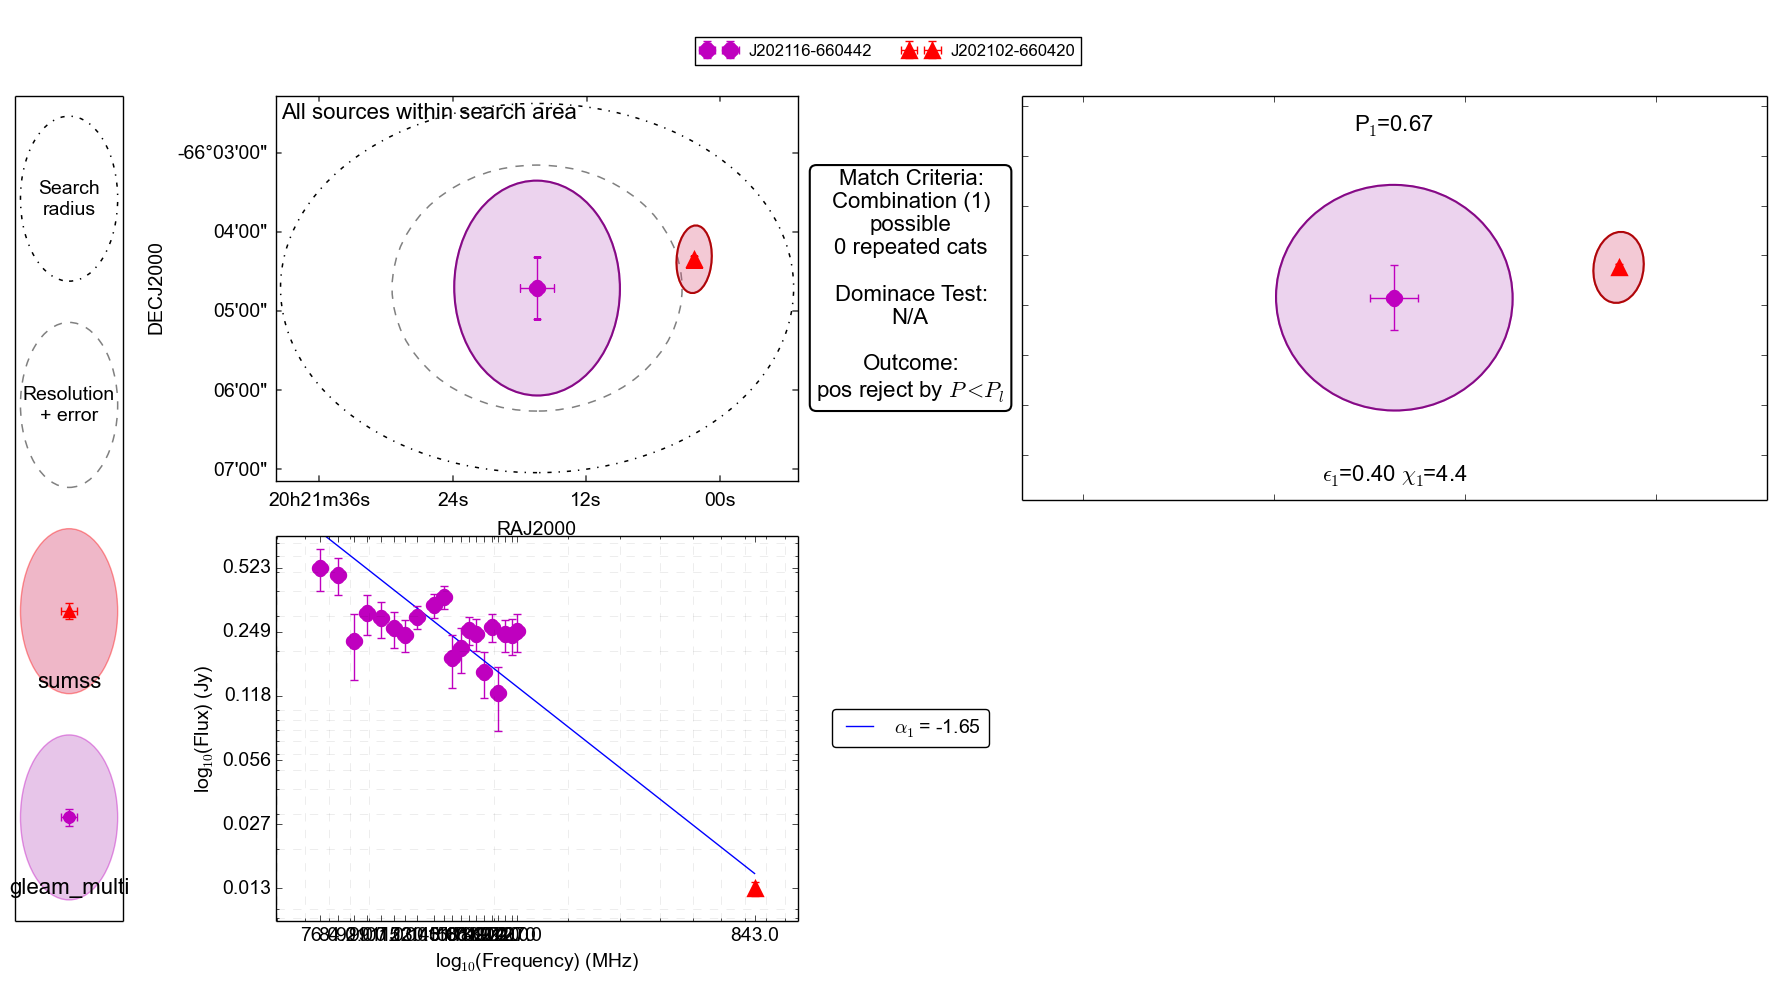 J202116-660442
J202102-660420
Search
radius
Resolution
+ error
sumss
gleam_multi
All sources within search area
DECJ2000
-66°03'00"
04'00"
05'00"
06'00"
07'00"
20h21m36s
24s
12s
00s
RAJ2000
Match Criteria:
Combination (1)
possible
0 repeated cats
Dominace Test:
N/A
Outcome:
pos reject by P<P_l
P_1=0.67
ϵ_1=0.40 χ_1=4.4
log_10(Flux) (Jy)
0.523
0.249
0.118
0.056
0.027
0.013
843.0
log_10(Frequency) (MHz)
α_1 = -1.65